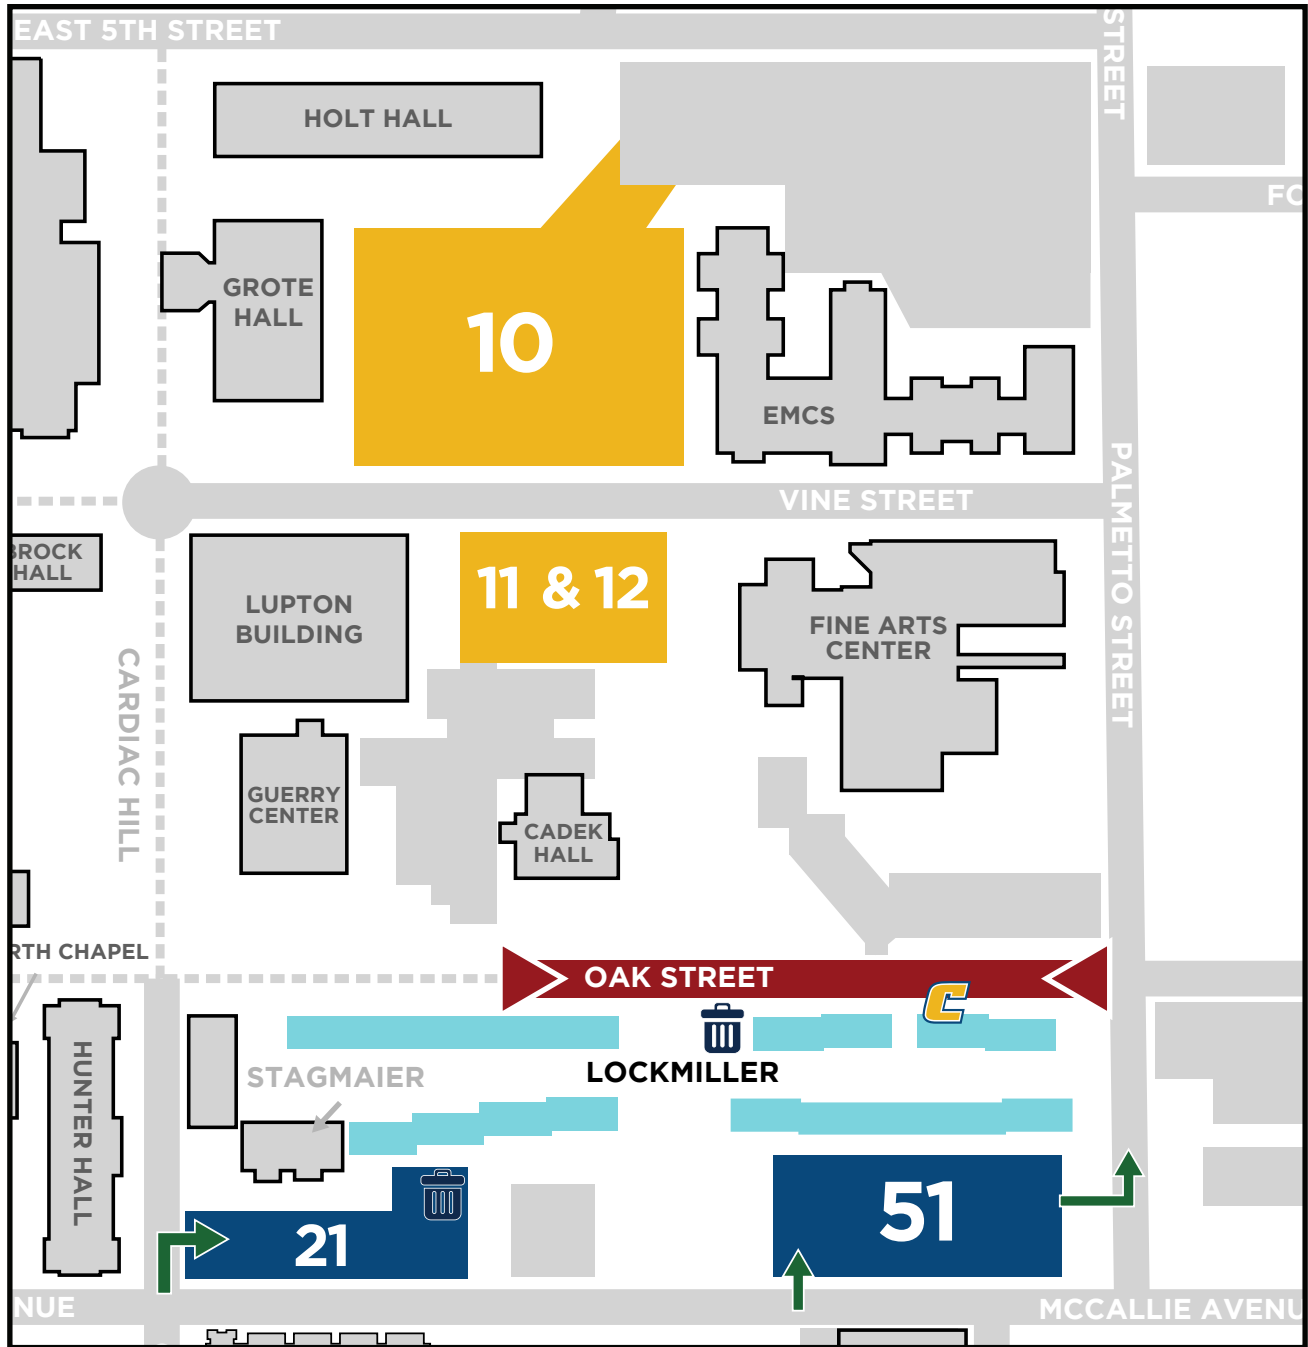 EAST 5TH STREET
STREET
HOLT HALL
FO
GROTE
HALL
10
EMCS
VINE STREET
PALMETTO STREET
BROCK
HALL
LUPTON
BUILDING
11 & 12
FINE ARTS
CENTER
CARDIAC HILL
GUERRY
CENTER
CADEK
HALL
RTH CHAPEL
OAK STREET
C
HUNTER HALL
STAGMAIER
LOCKMILLER
21
51
NUE
MCCALLIE AVENU